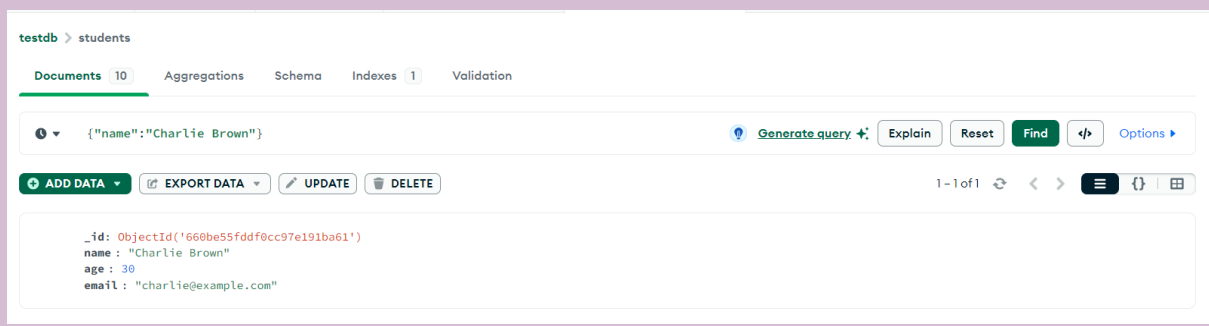 testdb > students
Documents 10 Aggregations Schema Indexes 1 Validation
{"name":"Charlie Brown"} Generate query Explain Reset Find </> Options
ADD DATA EXPORT DATA UPDATE DELETE 1 – 1 of 1 {}
_id: ObjectId('660be55fddf0cc97e191ba61')
name : "Charlie Brown"
age : 30
email : "charlie@example.com"